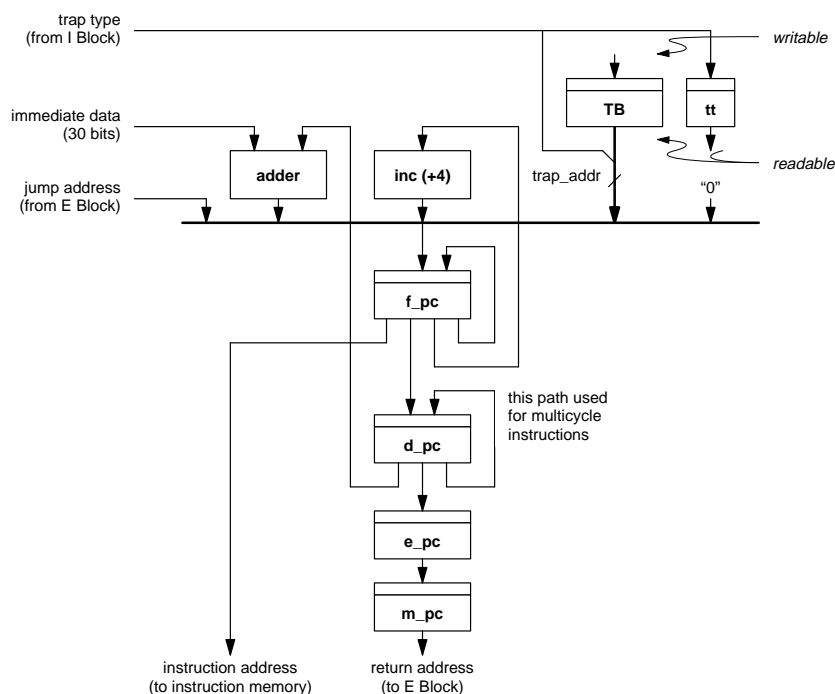 trap type
(from I Block)
writable
TB
tt
immediate data
(30 bits)
adder
inc (+4)
trap_addr
readable
jump address
(from E Block)
“0”
f_pc
this path used
for multicycle
instructions
d_pc
e_pc
m_pc
instruction address
(to instruction memory)
return address
(to E Block)